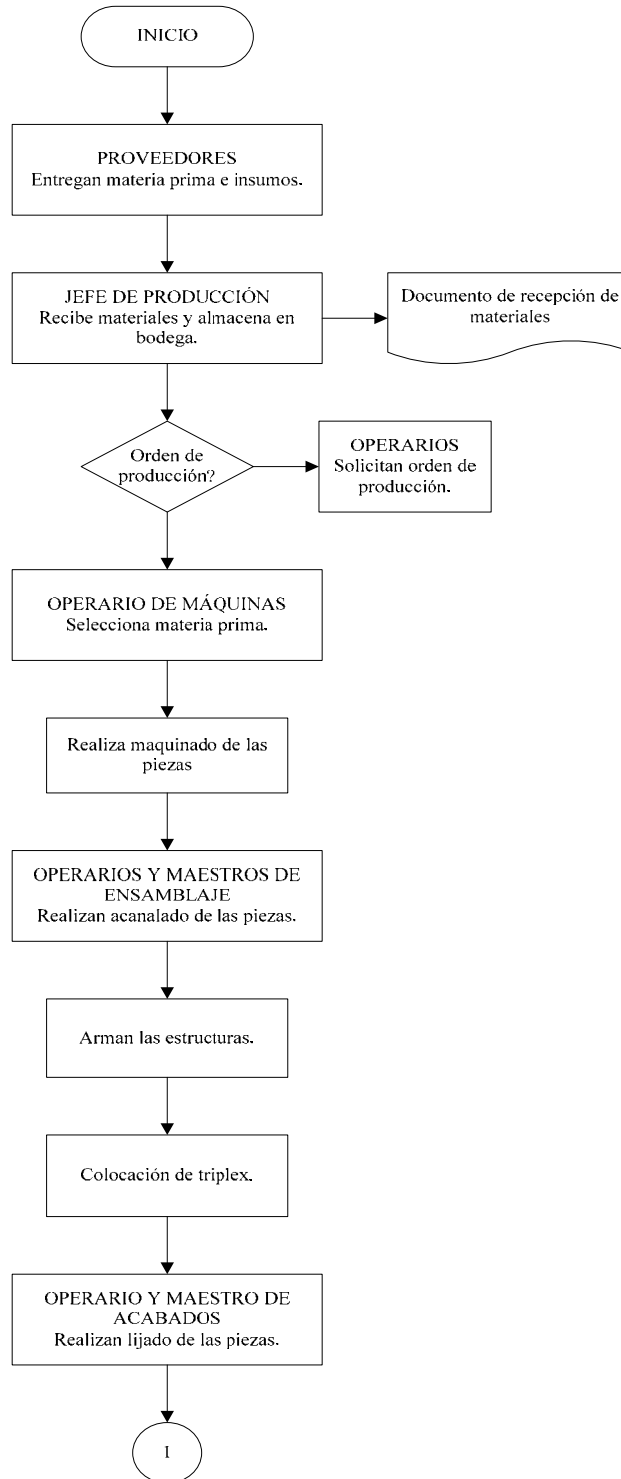 INICIO
PROVEEDORES
Entregan materia prima e insumos.
JEFE DE PRODUCCIÓN
Recibe materiales y almacena en
bodega.
Documento de recepción de
materiales
Orden de
producción?
OPERARIOS
Solicitan orden de
producción.
OPERARIO DE MÁQUINAS
Selecciona materia prima.
Realiza maquinado de las
piezas
OPERARIOS Y MAESTROS DE
ENSAMBLAJE
Realizan acanalado de las piezas.
Arman las estructuras.
Colocación de triplex.
OPERARIO Y MAESTRO DE
ACABADOS
Realizan lijado de las piezas.
I